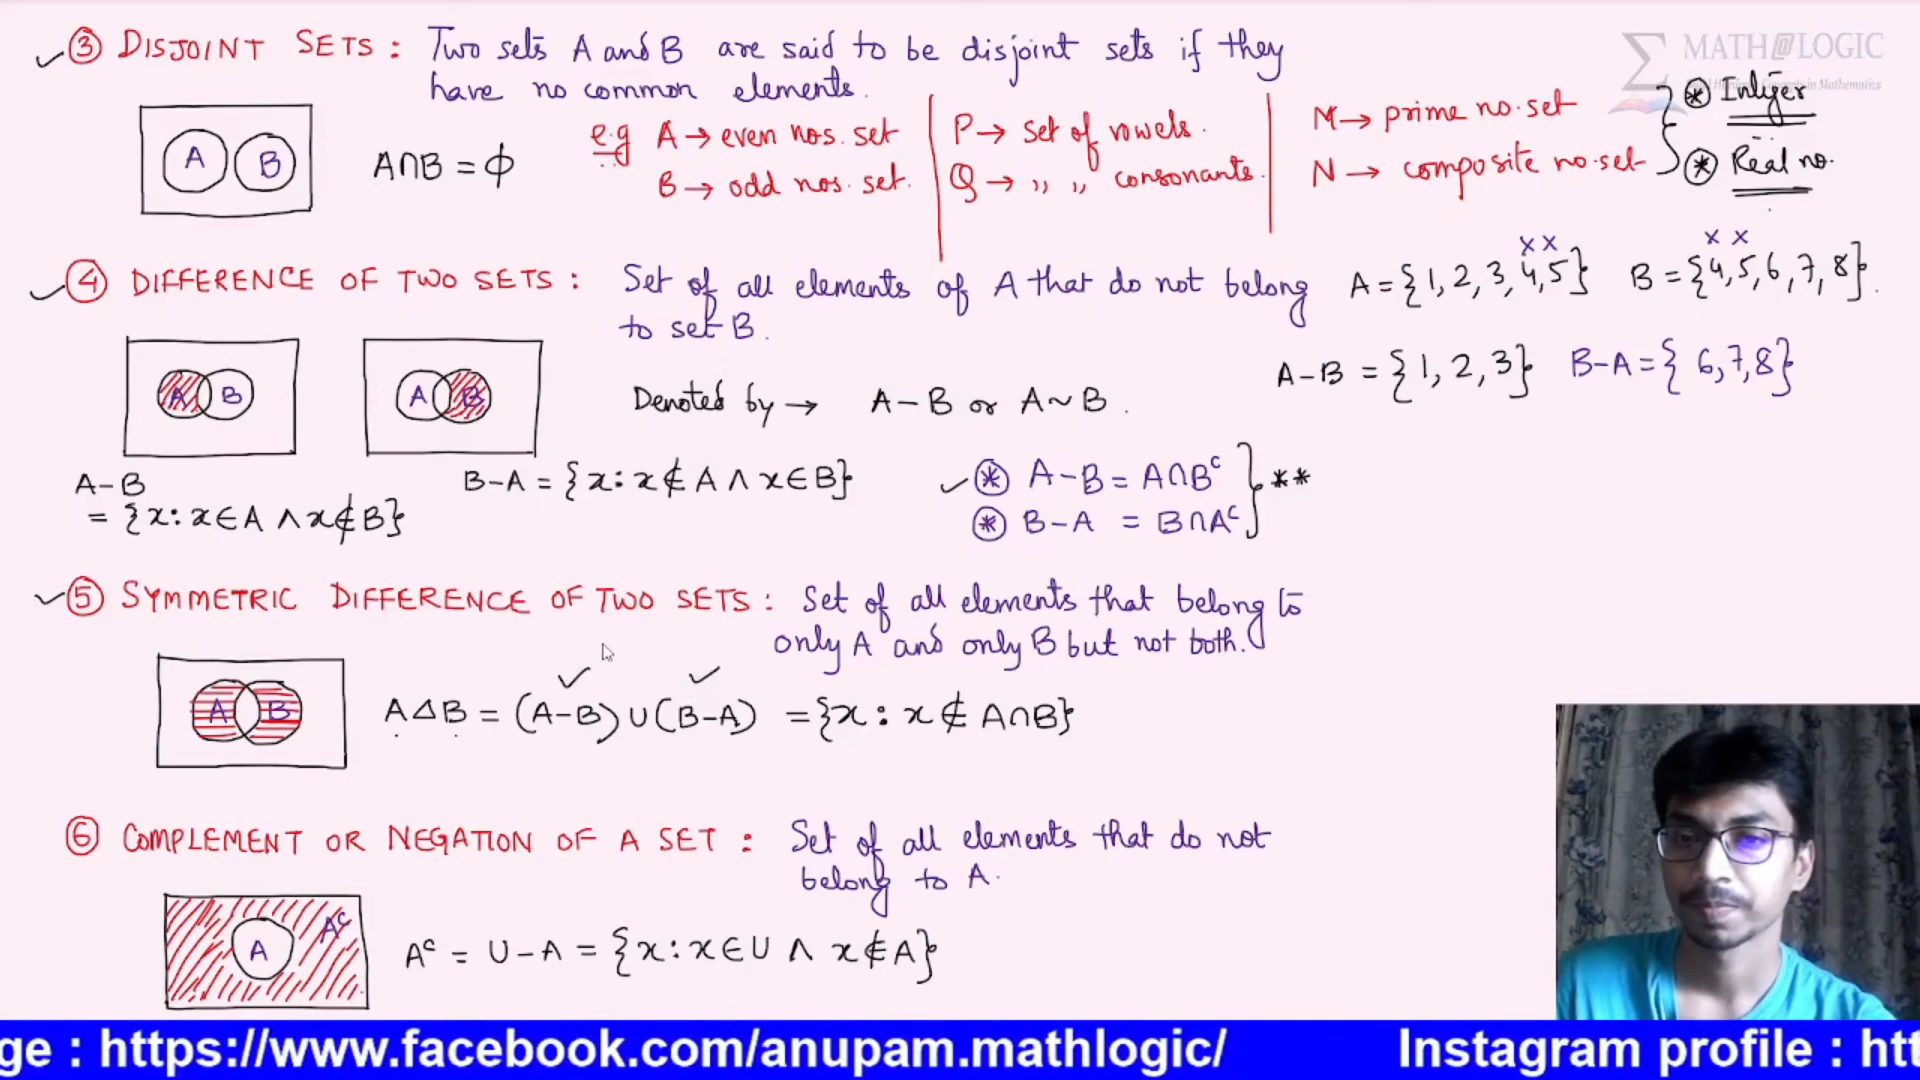 ③ DISJOINT SETS : Two sets A and B are said to be disjoint sets if they
have no common elements.
MATH@LOGIC
A B
A∩B = ϕ
e.g A → even nos. set
B → odd nos. set.
P → set of vowels.
Q → ,, ,, consonants.
M → prime no. set
N → composite no. set
⊛ Integer
⊛ Real no.
④ DIFFERENCE OF TWO SETS : Set of all elements of A that do not belong
to set B.
x x x x
A = {1, 2, 3, 4, 5} B = {4, 5, 6, 7, 8}.
A B A B
Denoted by → A – B or A ~ B.
A – B = {1, 2, 3} B – A = { 6, 7, 8}
A – B
= {x : x ∈ A ∧ x ∉ B}
B – A = {x : x ∉ A ∧ x ∈ B}
⊛ A – B = A∩Bᶜ
⊛ B – A = B∩Aᶜ
} **
⑤ SYMMETRIC DIFFERENCE OF TWO SETS : Set of all elements that belong to
only A and only B but not both.
A B
A Δ B = (A – B) ∪ (B – A) = {x : x ∉ A∩B}
⑥ COMPLEMENT OR NEGATION OF A SET : Set of all elements that do not
belong to A.
A Aᶜ
Aᶜ = U – A = {x : x ∈ U ∧ x ∉ A}
ge : https://www.facebook.com/anupam.mathlogic/ Instagram profile : htt